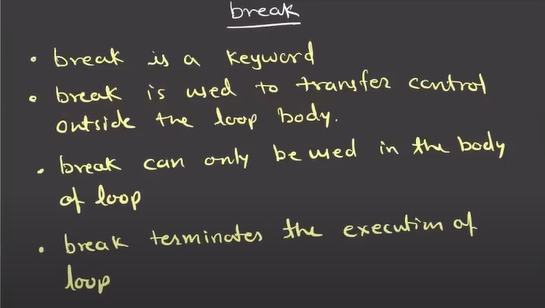 break
• break is a keyword
• break is used to transfer control
outside the loop body.
• break can only be used in the body
of loop
• break terminates the execution of
loop